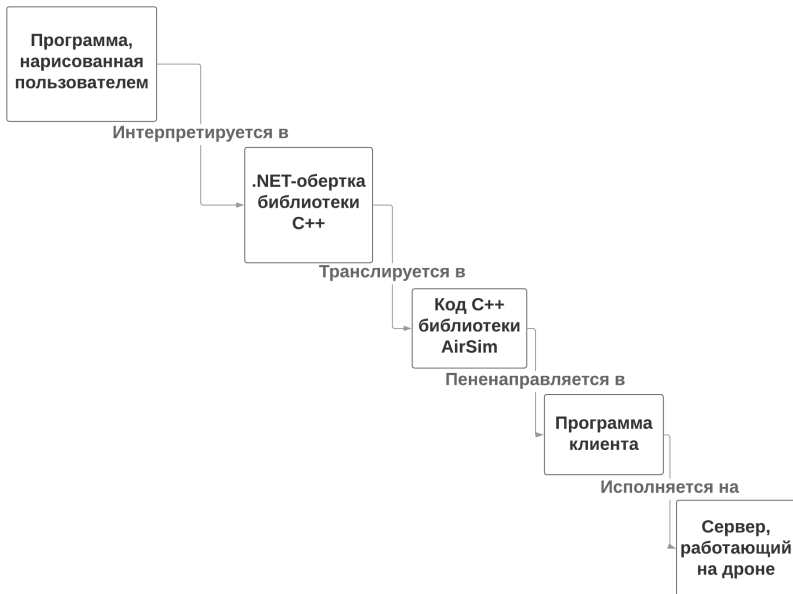 Программа,
нарисованная
пользователем
Интерпретируется в
.NET-обертка
библиотеки
C++
Транслируется в
Код C++
библиотеки
AirSim
Пененаправляется в
Программа
клиента
Исполняется на
Сервер,
работающий
на дроне